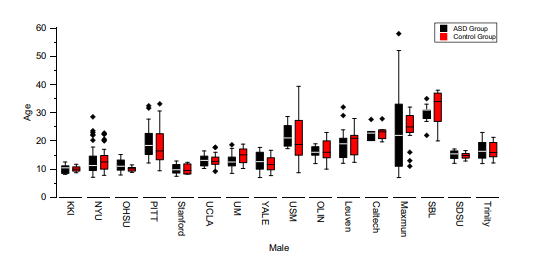 60
50
40
30
20
10
0
Age
ASD Group
Control Group
KKI
NYU
OHSU
PITT
Stanford
UCLA
UM
YALE
USM
OLIN
Leuven
Caltech
Maxmun
SBL
SDSU
Trinity
Male